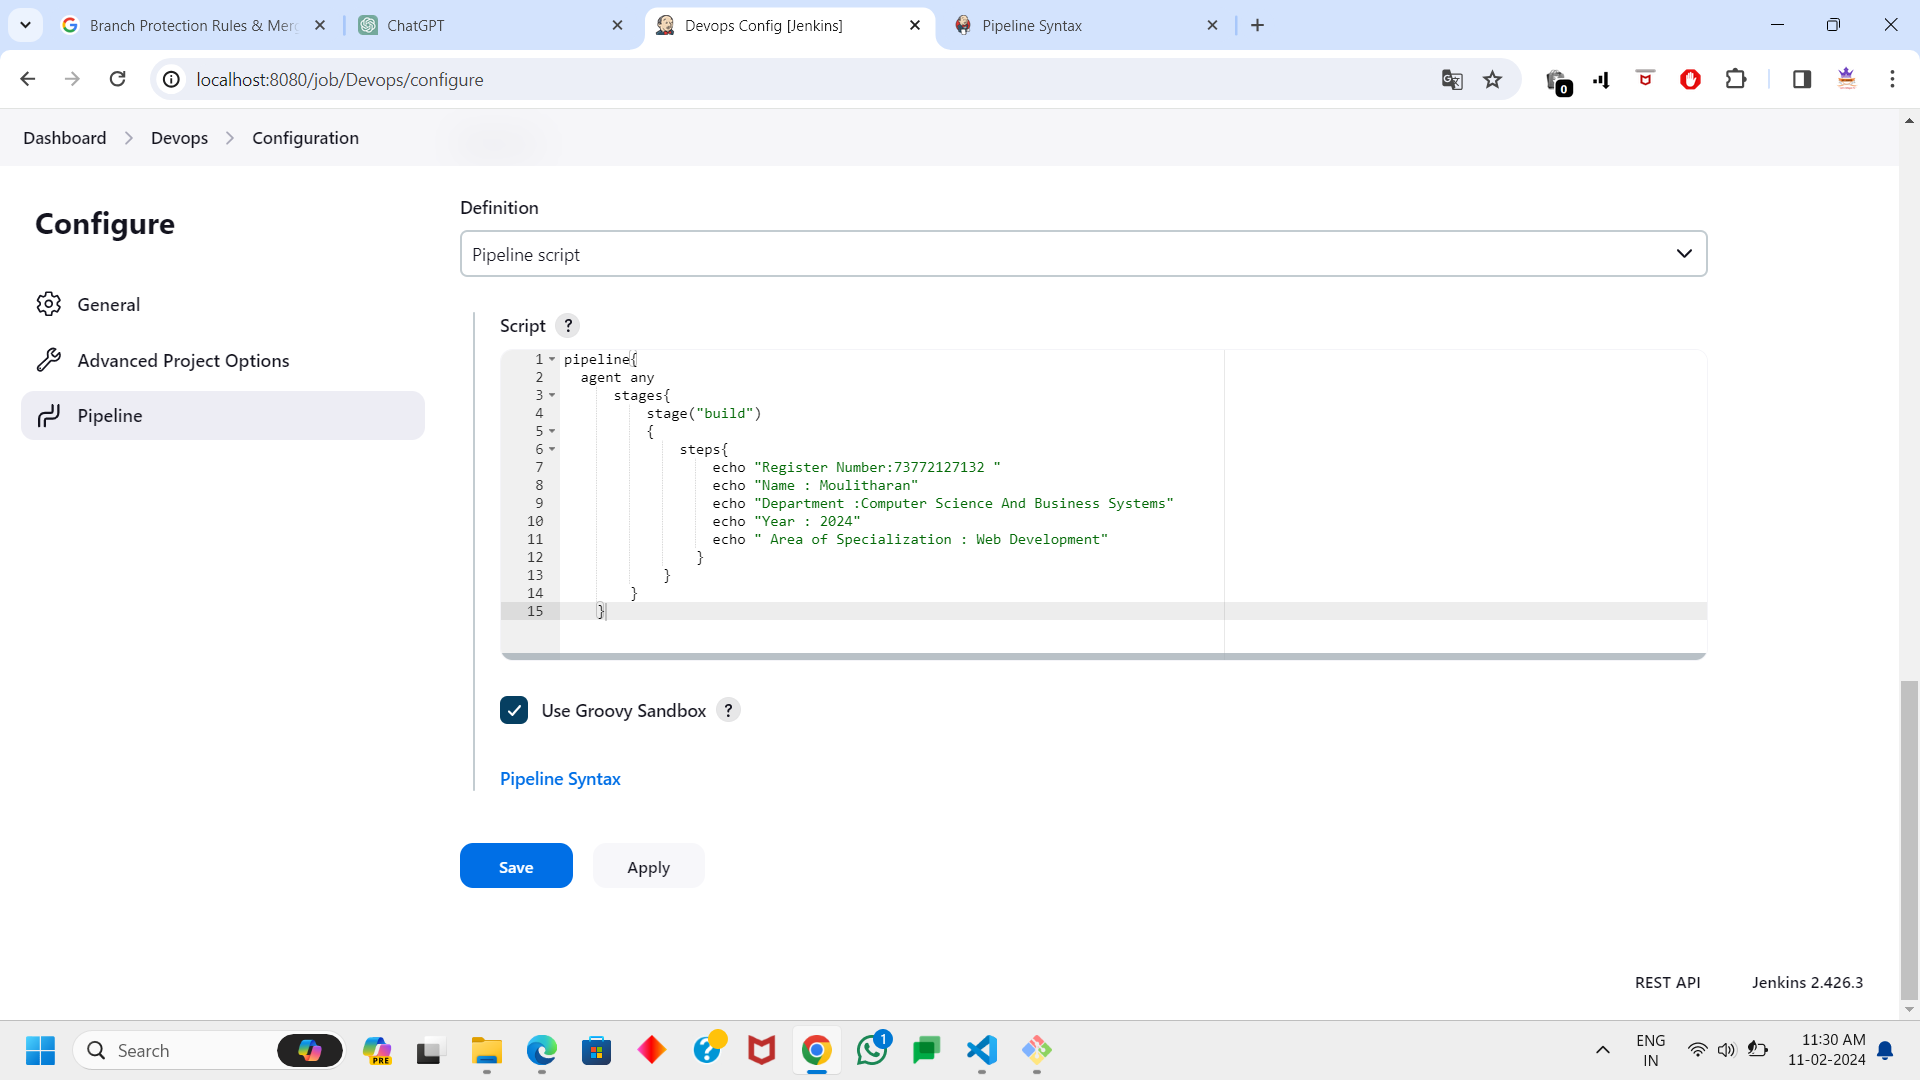 Branch Protection Rules & Mer
ChatGPT
Devops Config [Jenkins]
Pipeline Syntax
localhost:8080/job/Devops/configure
0
Dashboard
Devops
Configuration
Configure
General
Advanced Project Options
Pipeline
Definition
Pipeline script
Script ?
1 pipeline{
2 agent any
3 stages{
4 stage("build")
5 {
6 steps{
7 echo "Register Number:73772127132 "
8 echo "Name : Moulitharan"
9 echo "Department :Computer Science And Business Systems"
10 echo "Year : 2024"
11 echo " Area of Specialization : Web Development"
12 }
13 }
14 }
15 }
Use Groovy Sandbox ?
Pipeline Syntax
Save
Apply
REST API
Jenkins 2.426.3
Search
PRE
1
ENG
IN
11:30 AM
11-02-2024